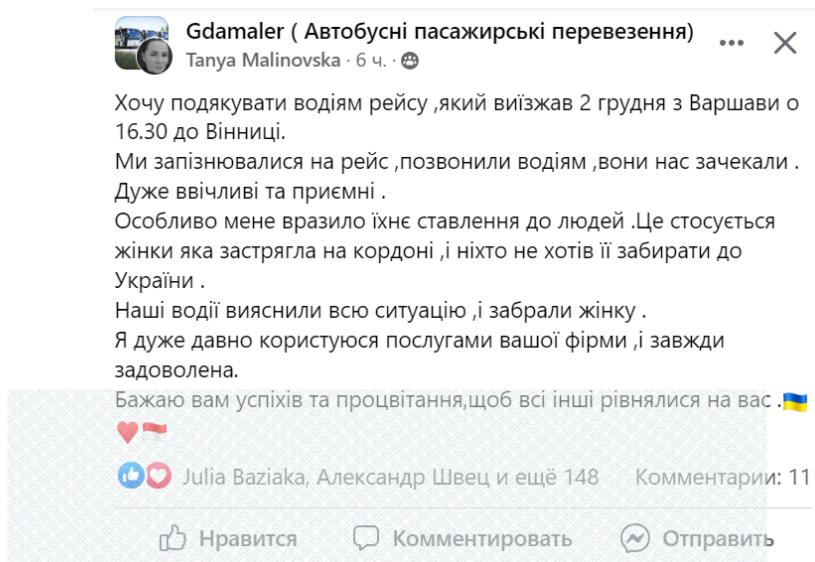 Gdamaler ( Автобусні пасажирські перевезення)
Tanya Malinovska · 6 ч. ·
Хочу подякувати водіям рейсу ,який виїзжав 2 грудня з Варшави о
16.30 до Вінниці.
Ми запізнювалися на рейс ,позвонили водіям ,вони нас зачекали .
Дуже ввічливі та приємні .
Особливо мене вразило їхнє ставлення до людей .Це стосується
жінки яка застрягла на кордоні ,і ніхто не хотів її забирати до
України .
Наші водії вияснили всю ситуацію ,і забрали жінку .
Я дуже давно користуюся послугами вашої фірми ,і завжди
задоволена.
Бажаю вам успіхів та процвітання,щоб всі інші рівнялися на вас .🇺🇦
♥️🇮🇩
Julia Baziaka, Александр Швец и ещё 148 Комментарии: 11
Нравится Комментировать Отправить